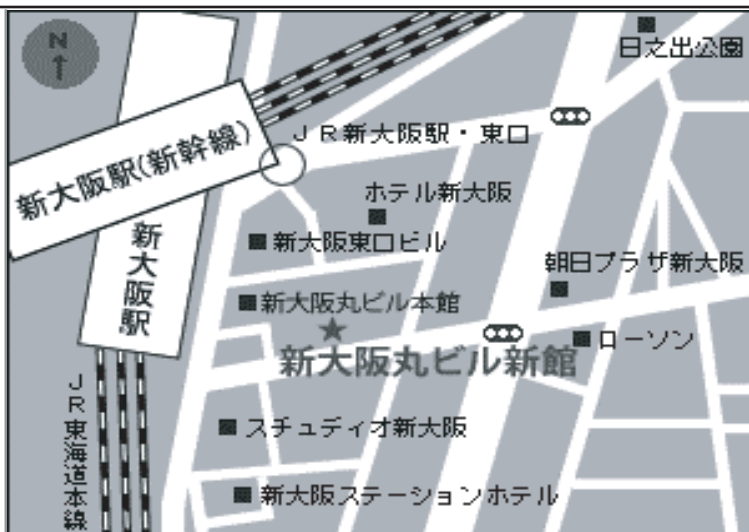 N
日之出公園
JR新大阪駅・東口
新大阪駅(新幹線)
ホテル新大阪
新大阪駅
新大阪東口ビル
朝日プラザ新大阪
新大阪丸ビル本館
ローソン
新大阪丸ビル新館
JR東海道本線
スチュディオ新大阪
新大阪ステーションホテル